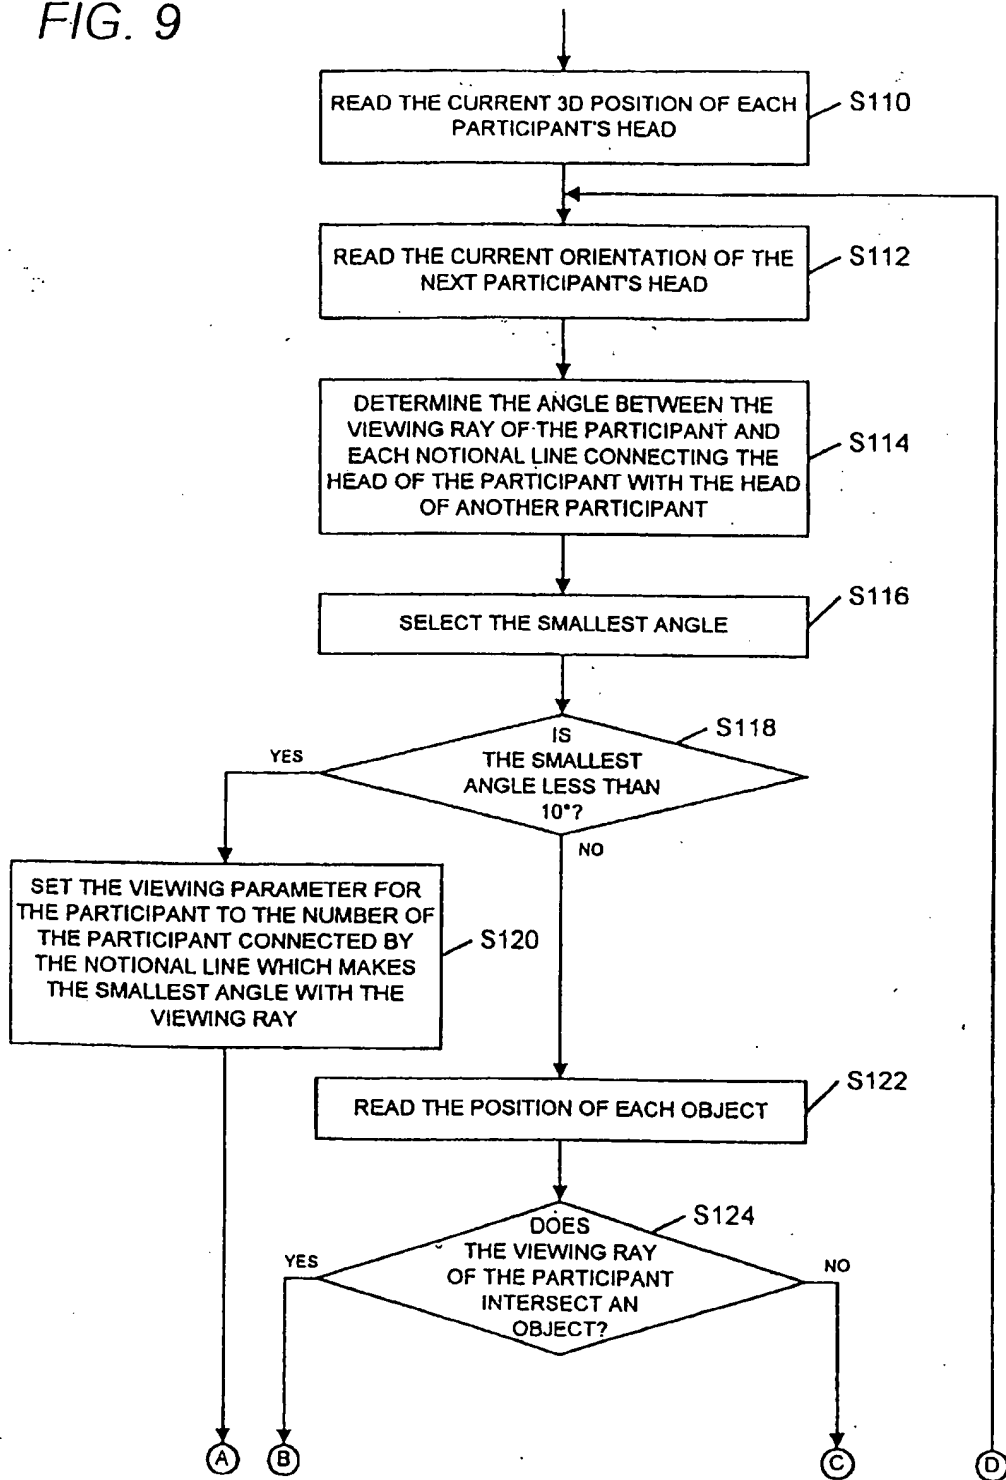 FIG. 9
READ THE CURRENT 3D POSITION OF EACH
PARTICIPANT'S HEAD
S110
READ THE CURRENT ORIENTATION OF THE
NEXT PARTICIPANT'S HEAD
S112
DETERMINE THE ANGLE BETWEEN THE
VIEWING RAY OF THE PARTICIPANT AND
EACH NOTIONAL LINE CONNECTING THE
HEAD OF THE PARTICIPANT WITH THE HEAD
OF ANOTHER PARTICIPANT
S114
SELECT THE SMALLEST ANGLE
S116
IS
THE SMALLEST
ANGLE LESS THAN
10°?
S118
YES
NO
SET THE VIEWING PARAMETER FOR
THE PARTICIPANT TO THE NUMBER OF
THE PARTICIPANT CONNECTED BY
THE NOTIONAL LINE WHICH MAKES
THE SMALLEST ANGLE WITH THE
VIEWING RAY
S120
READ THE POSITION OF EACH OBJECT
S122
DOES
THE VIEWING RAY
OF THE PARTICIPANT
INTERSECT AN
OBJECT?
S124
YES
NO
A
B
C
D